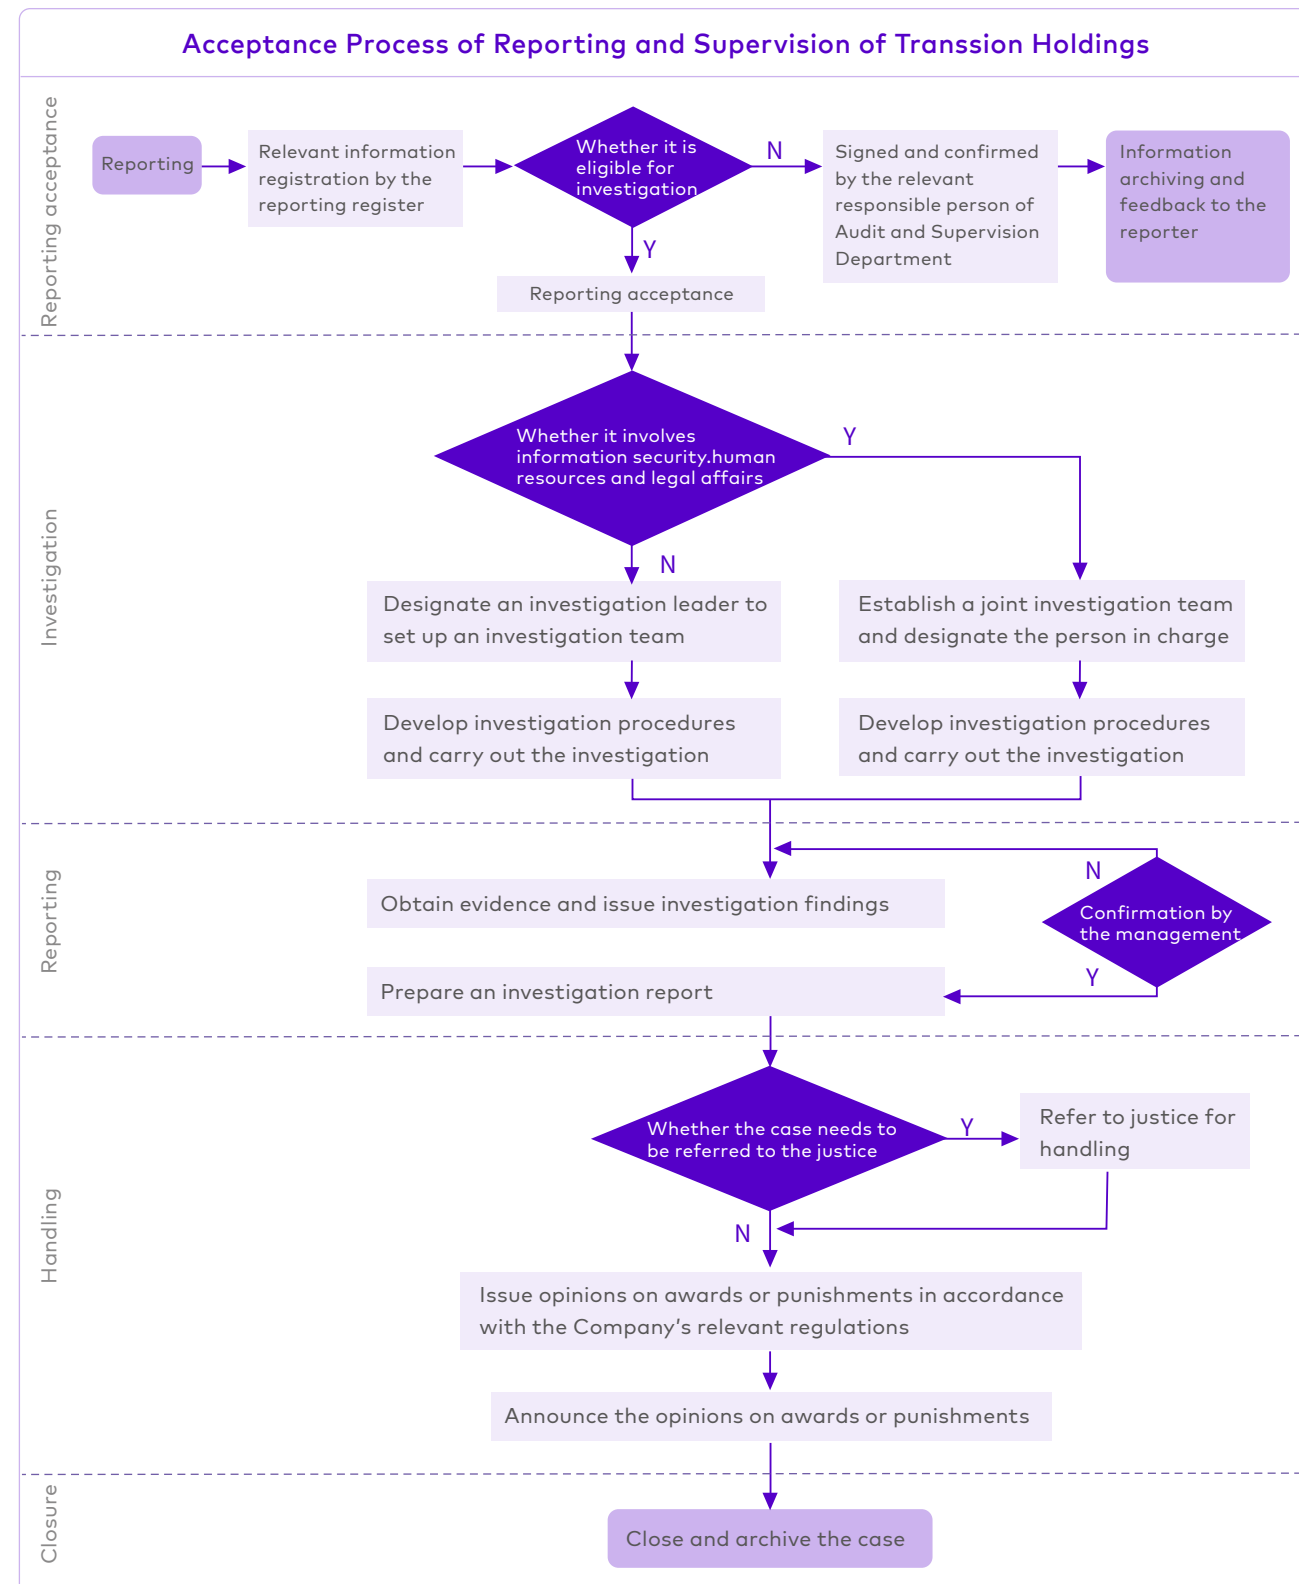 Acceptance Process of Reporting and Supervision of Transsion Holdings
Reporting acceptance
Reporting
Relevant information
registration by the
reporting register
Whether it is
eligible for
investigation
N
Signed and confirmed
by the relevant
responsible person of
Audit and Supervision
Department
Information
archiving and
feedback to the
reporter
Y
Reporting acceptance
Investigation
Whether it involves
information security.human
resources and legal affairs
Y
N
Designate an investigation leader to
set up an investigation team
Establish a joint investigation team
and designate the person in charge
Develop investigation procedures
and carry out the investigation
Develop investigation procedures
and carry out the investigation
Reporting
N
Obtain evidence and issue investigation findings
Confirmation by
the management
Y
Prepare an investigation report
Handling
Whether the case needs to
be referred to the justice
Y
Refer to justice for
handling
N
Issue opinions on awards or punishments in accordance
with the Company’s relevant regulations
Announce the opinions on awards or punishments
Closure
Close and archive the case